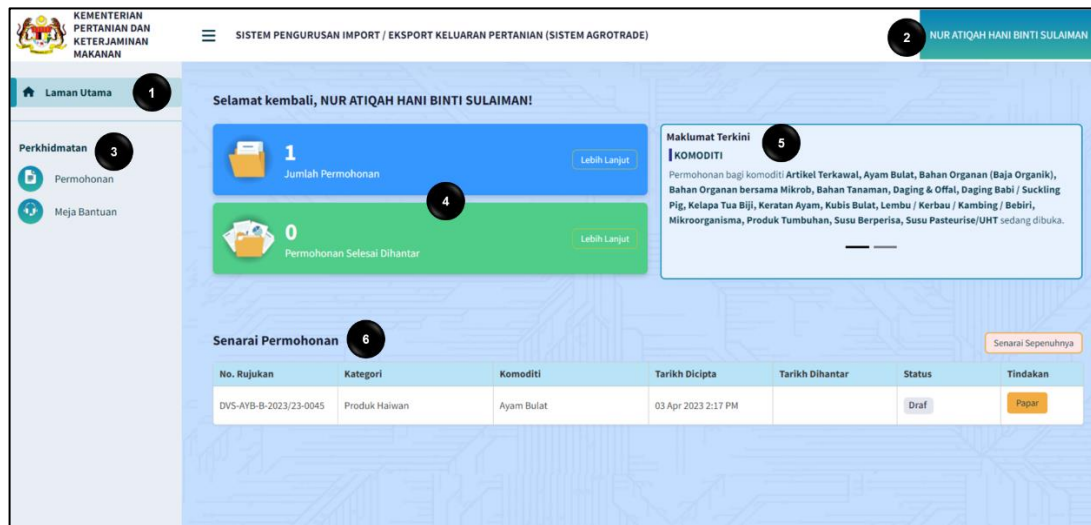 KEMENTERIAN
PERTANIAN DAN
KETERJAMINAN
MAKANAN
SISTEM PENGURUSAN IMPORT / EKSPORT KELUARAN PERTANIAN (SISTEM AGROTRADE)
2
NUR ATIQAH HANI BINTI SULAIMAN
Laman Utama
1
Perkhidmatan
3
Permohonan
Meja Bantuan
Selamat kembali, NUR ATIQAH HANI BINTI SULAIMAN!
1
Jumlah Permohonan
Lebih Lanjut
4
0
Permohonan Selesai Dihantar
Lebih Lanjut
Maklumat Terkini
5
KOMODITI
Permohonan bagi komoditi Artikel Terkawal, Ayam Bulat, Bahan Organan (Baja Organik),
Bahan Organan bersama Mikrob, Bahan Tanaman, Daging & Offal, Daging Babi / Suckling
Pig, Kelapa Tua Biji, Keratan Ayam, Kubis Bulat, Lembu / Kerbau / Kambing / Bebiri,
Mikroorganisma, Produk Tumbuhan, Susu Berperisa, Susu Pasteurise/UHT sedang dibuka.
Senarai Permohonan
6
Senarai Sepenuhnya
No. Rujukan Kategori Komoditi Tarikh Dicipta Tarikh Dihantar Status Tindakan
DVS-AYB-B-2023/23-0045 Produk Haiwan Ayam Bulat 03 Apr 2023 2:17 PM Draf Papar